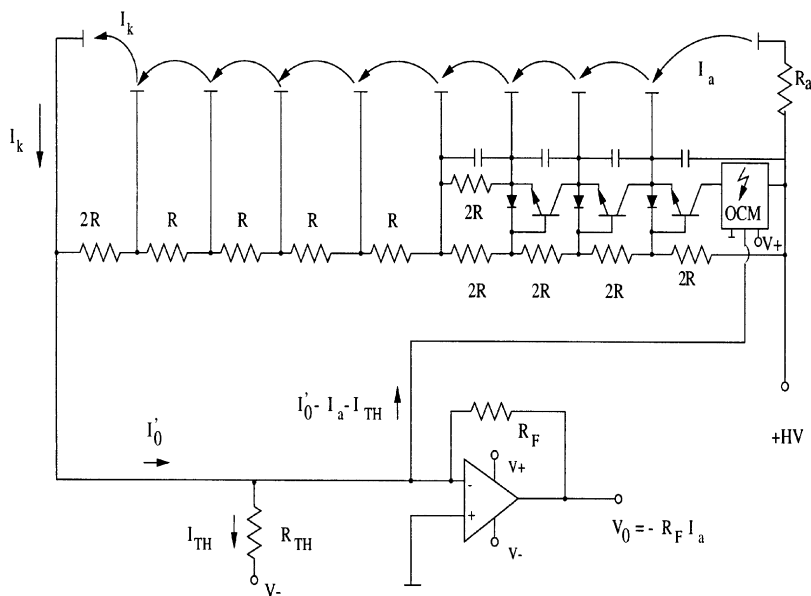 I_k
I_a
R_a
I_k
2R
R
R
R
R
2R
OCM
V+
2R
2R
2R
2R
I'_0
I'_0 - I_a - I_TH
R_F
+HV
V+
-
+
V-
V_0 = - R_F I_a
I_TH
R_TH
V-